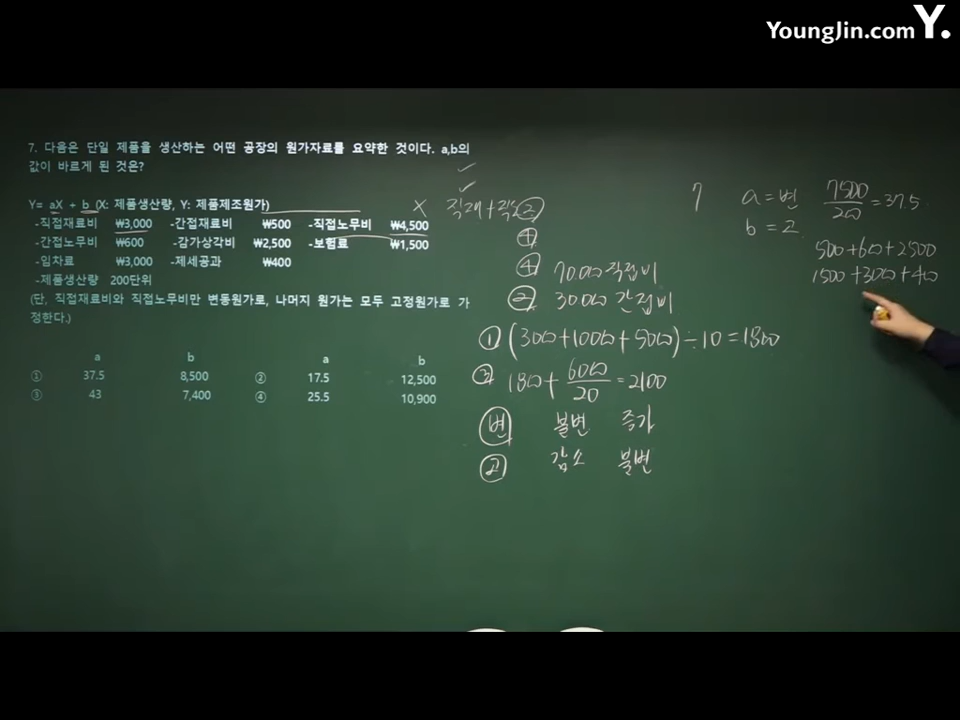 YoungJin.com Y.
7. 다음은 단일 제품을 생산하는 어떤 공장의 원가자료를 요약한 것이다. a,b의
값이 바르게 된 것은?
Y= aX + b (X: 제품생산량, Y: 제품제조원가)
-직접재료비 ₩3,000 -간접재료비 ₩500 -직접노무비 ₩4,500
-간접노무비 ₩600 -감가상각비 ₩2,500 -보험료 ₩1,500
-임차료 ₩3,000 -제세공과 ₩400
-제품생산량 200단위
(단, 직접재료비와 직접노무비만 변동원가로, 나머지 원가는 모두 고정원가로 가
정한다.)
a b a b
① 37.5 8,500 ② 17.5 12,500
③ 43 7,400 ④ 25.5 10,900
X 직재+직노
④ 7000 직접비
② 3000 간접비
① (3000+10000+5000)÷10=1800
③ 1800+6000/20=2100
변 불변 증가
고 감소 불변
7 a=변 7500/200=37.5
b=고
500+600+2500
1500+3000+400